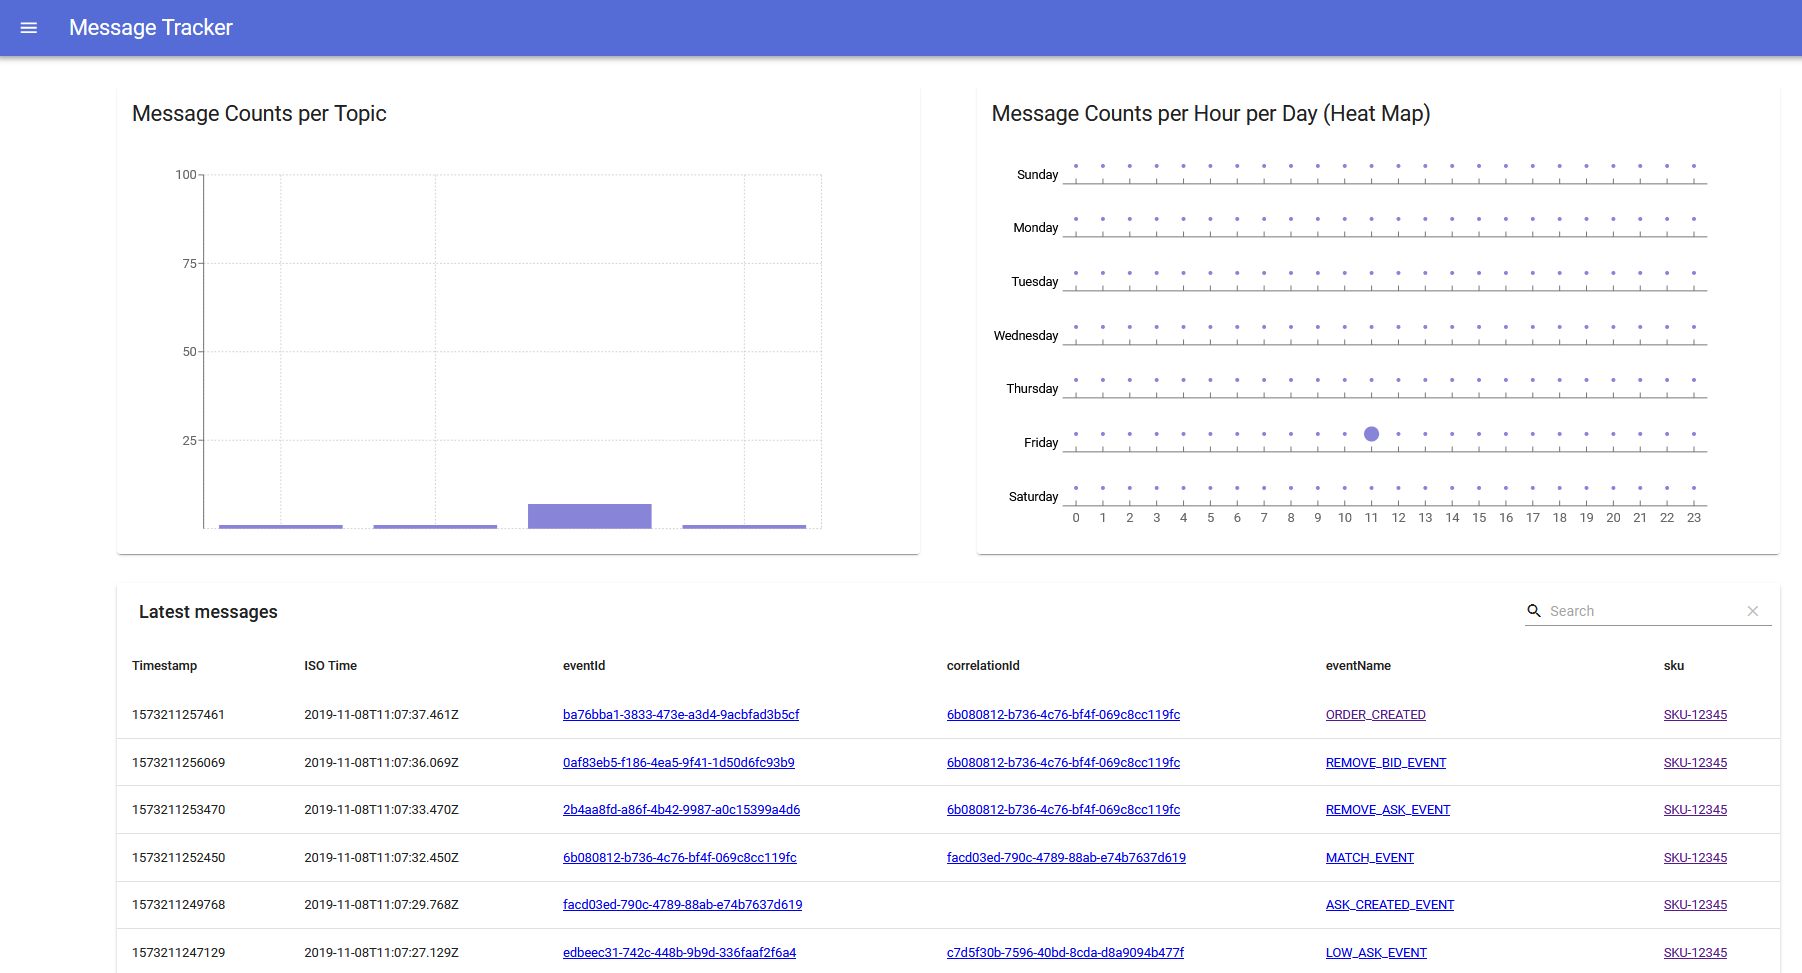 Message Tracker
Message Counts per Topic
100
75
50
25
Message Counts per Hour per Day (Heat Map)
Sunday
Monday
Tuesday
Wednesday
Thursday
Friday
Saturday
0 1 2 3 4 5 6 7 8 9 10 11 12 13 14 15 16 17 18 19 20 21 22 23
Latest messages
Search
Timestamp ISO Time eventId correlationId eventName sku
1573211257461 2019-11-08T11:07:37.461Z ba76bba1-3833-473e-a3d4-9acbfad3b5cf 6b080812-b736-4c76-bf4f-069c8cc119fc ORDER_CREATED SKU-12345
1573211256069 2019-11-08T11:07:36.069Z 0af83eb5-f186-4ea5-9f41-1d50d6fc93b9 6b080812-b736-4c76-bf4f-069c8cc119fc REMOVE_BID_EVENT SKU-12345
1573211253470 2019-11-08T11:07:33.470Z 2b4aa8fd-a86f-4b42-9987-a0c15399a4d6 6b080812-b736-4c76-bf4f-069c8cc119fc REMOVE_ASK_EVENT SKU-12345
1573211252450 2019-11-08T11:07:32.450Z 6b080812-b736-4c76-bf4f-069c8cc119fc facd03ed-790c-4789-88ab-e74b7637d619 MATCH_EVENT SKU-12345
1573211249768 2019-11-08T11:07:29.768Z facd03ed-790c-4789-88ab-e74b7637d619 ASK_CREATED_EVENT SKU-12345
1573211247129 2019-11-08T11:07:27.129Z edbeec31-742c-448b-9b9d-336faaf2f6a4 c7d5f30b-7596-40bd-8cda-d8a9094b477f LOW_ASK_EVENT SKU-12345